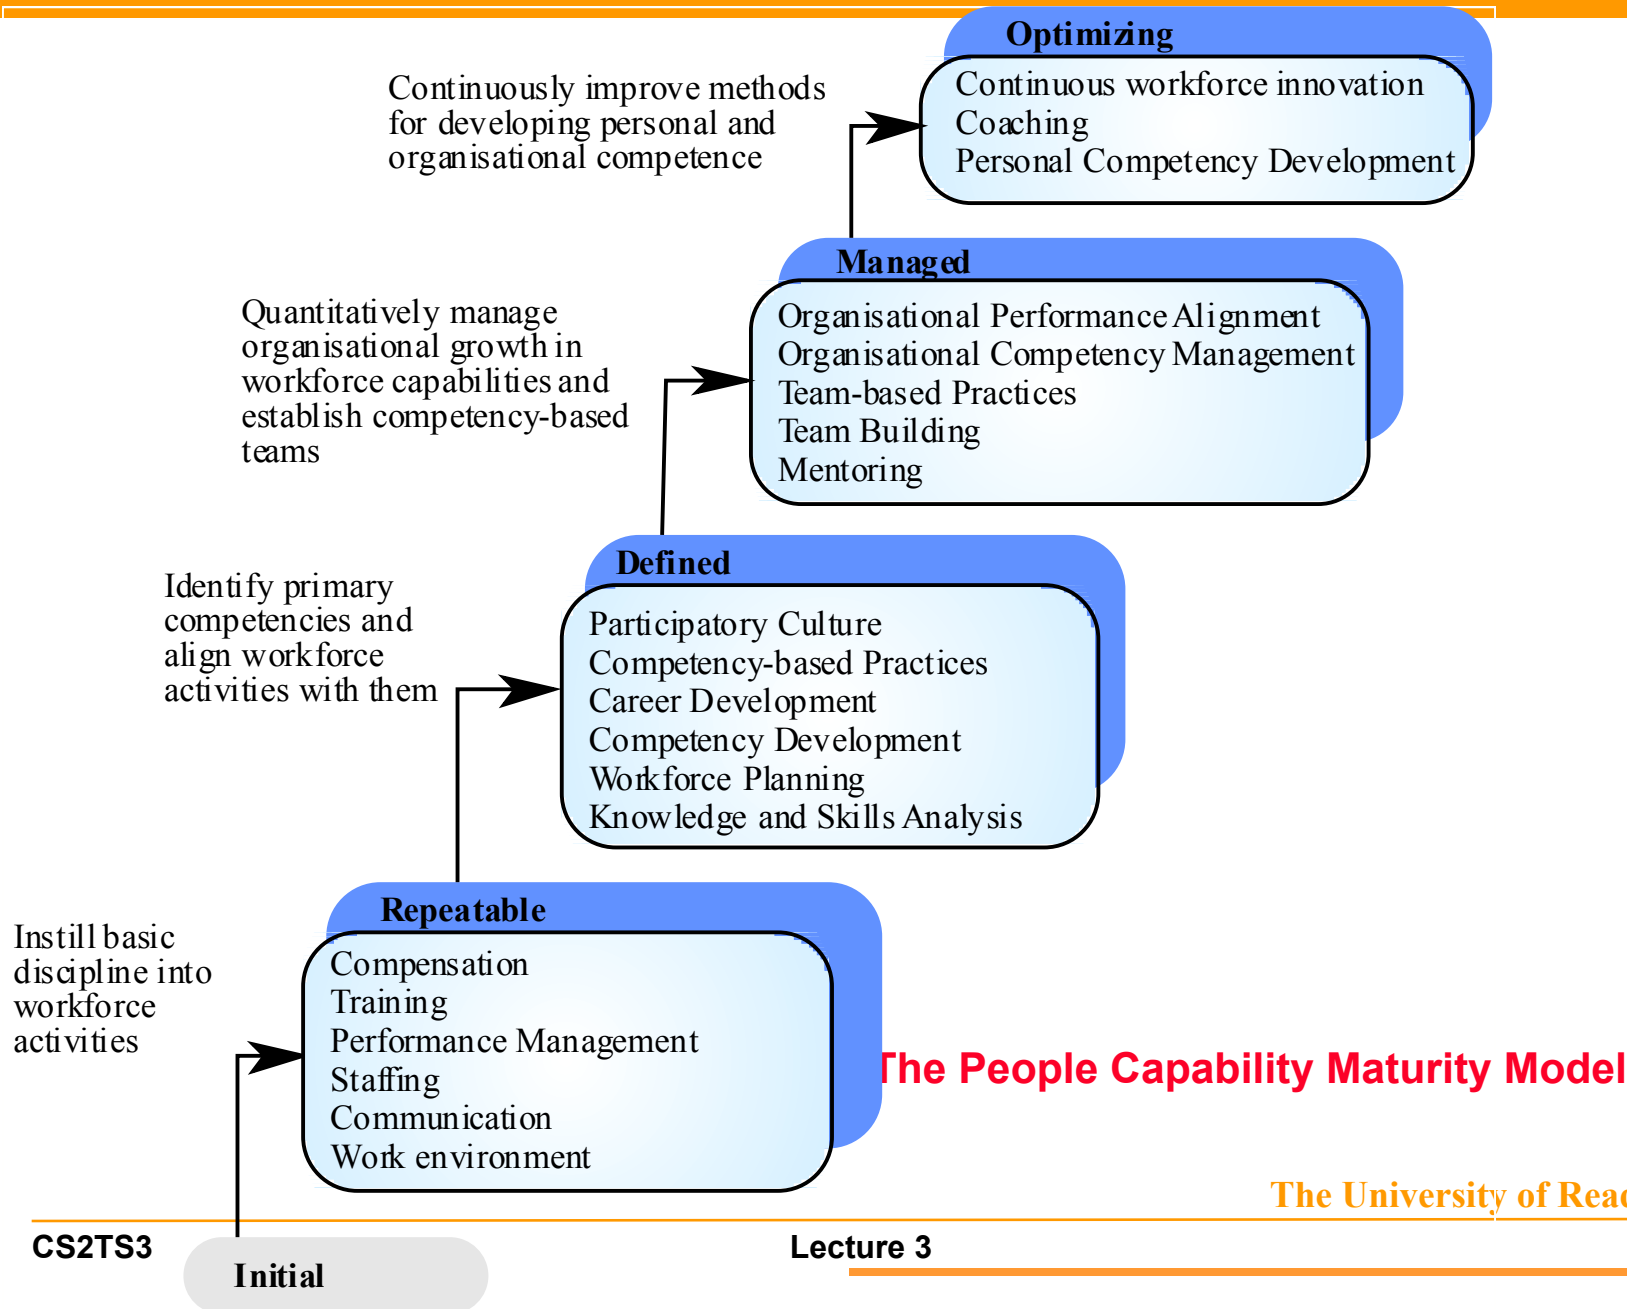 Optimizing
Continuous workforce innovation
Coaching
Personal Competency Development
Continuously improve methods
for developing personal and
organisational competence
Managed
Organisational Performance Alignment
Organisational Competency Management
Team-based Practices
Team Building
Mentoring
Quantitatively manage
organisational growth in
workforce capabilities and
establish competency-based
teams
Defined
Participatory Culture
Competency-based Practices
Career Development
Competency Development
Workforce Planning
Knowledge and Skills Analysis
Identify primary
competencies and
align workforce
activities with them
Repeatable
Compensation
Training
Performance Management
Staffing
Communication
Work environment
Instill basic
discipline into
workforce
activities
The People Capability Maturity Model
The University of
CS2TS3
Lecture 3
Initial